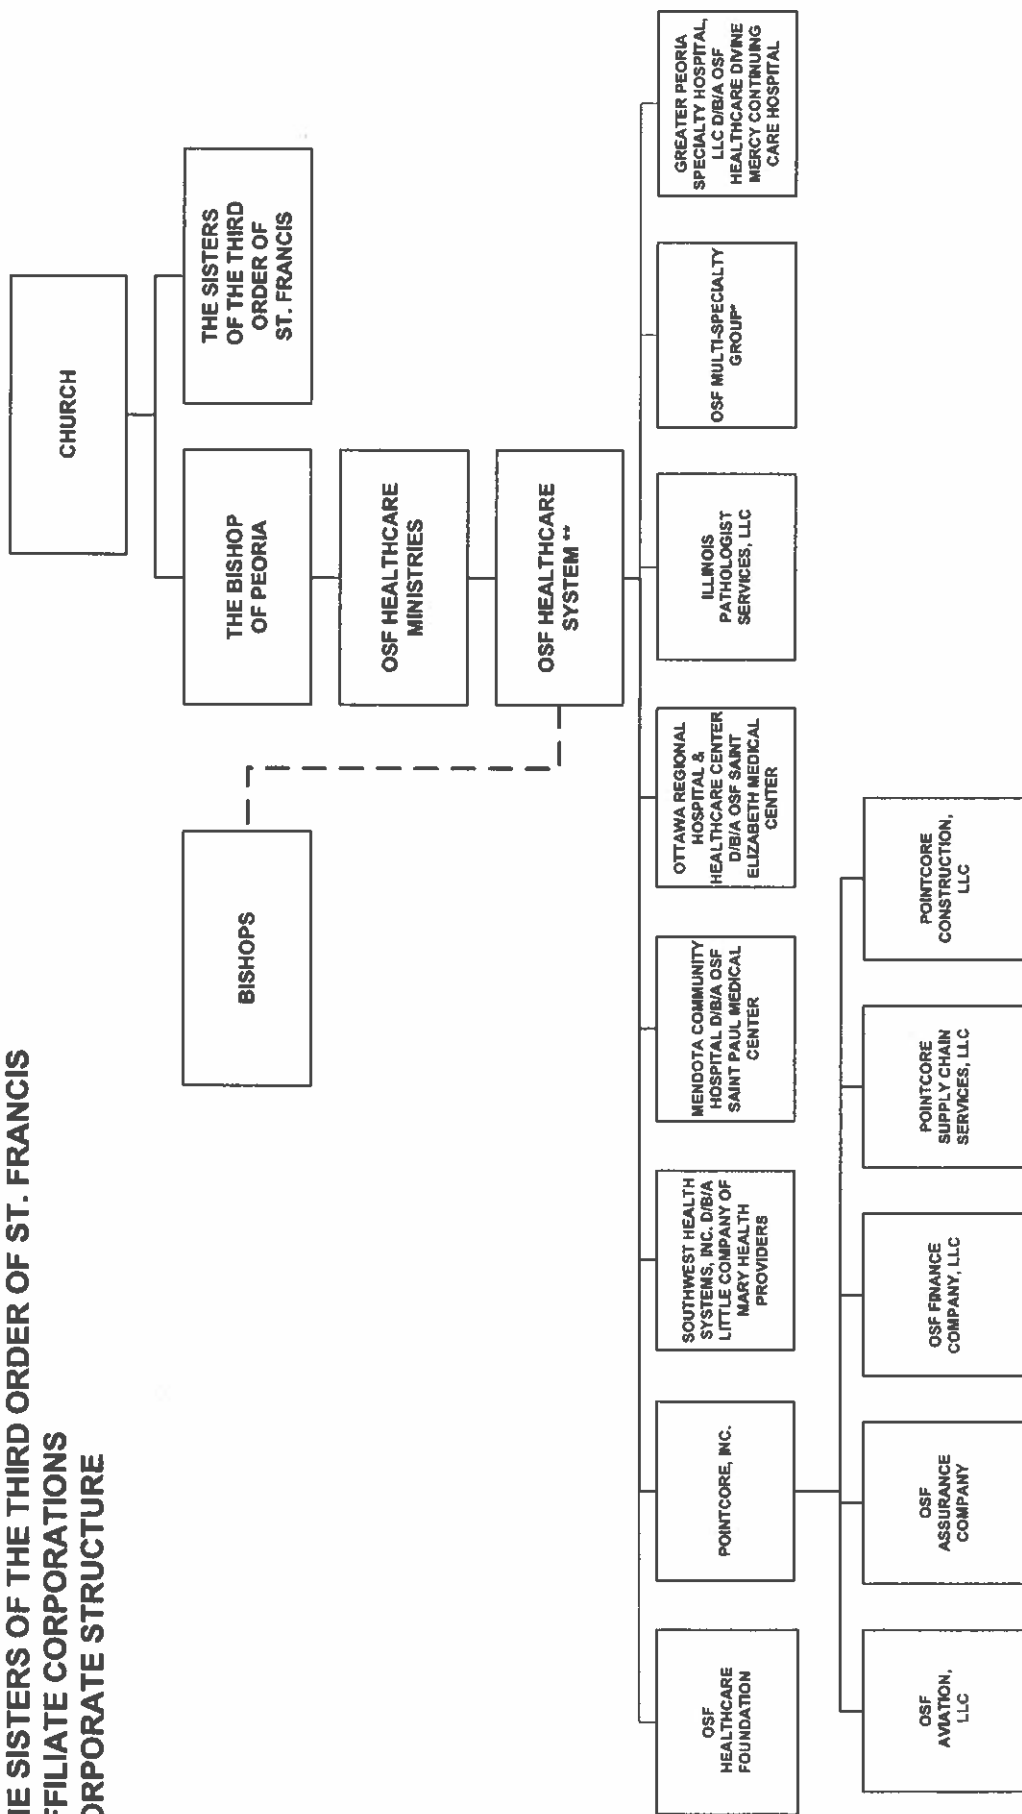 HE SISTERS OF THE THIRD ORDER OF ST. FRANCIS
FFILIATE CORPORATIONS
ORPORATE STRUCTURE
CHURCH
THE BISHOP
OF PEORIA
THE SISTERS
OF THE THIRD
ORDER OF
ST. FRANCIS
BISHOPS
OSF HEALTHCARE
MINISTRIES
OSF HEALTHCARE
SYSTEM **
OSF
HEALTHCARE
FOUNDATION
POINTCORE, INC.
SOUTHWEST HEALTH
SYSTEMS, INC. D/B/A
LITTLE COMPANY OF
MARY HEALTH
PROVIDERS
MENDOTA COMMUNITY
HOSPITAL D/B/A OSF
SAINT PAUL MEDICAL
CENTER
OTTAWA REGIONAL
HOSPITAL &
HEALTHCARE CENTER
D/B/A OSF SAINT
ELIZABETH MEDICAL
CENTER
ILLINOIS
PATHOLOGIST
SERVICES, LLC
OSF MULTI-SPECIALTY
GROUP*
GREATER PEORIA
SPECIALTY HOSPITAL,
LLC D/B/A OSF
HEALTHCARE DIVINE
MERCY CONTINUING
CARE HOSPITAL
OSF
AVIATION,
LLC
OSF
ASSURANCE
COMPANY
OSF FINANCE
COMPANY, LLC
POINTCORE
SUPPLY CHAIN
SERVICES, LLC
POINTCORE
CONSTRUCTION,
LLC